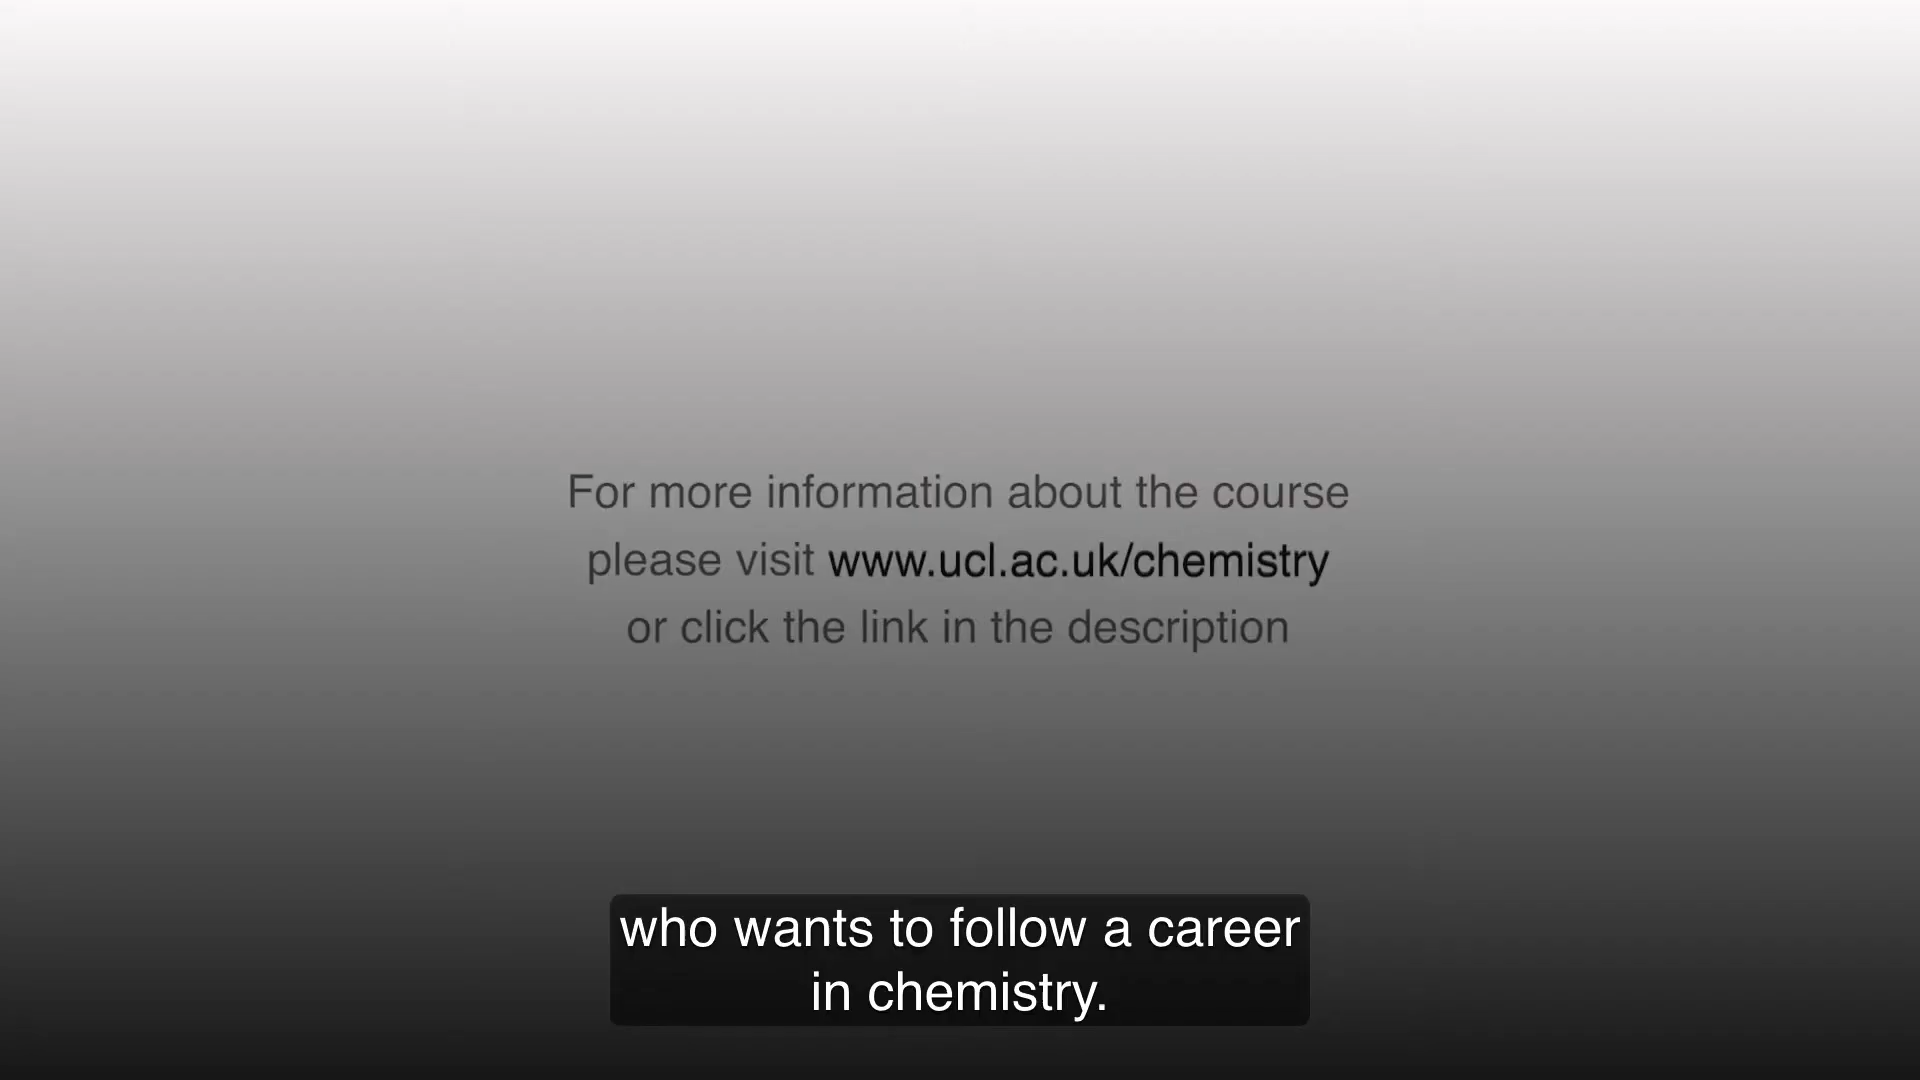 For more information about the course
please visit www.ucl.ac.uk/chemistry
or click the link in the description
who wants to follow a career
in chemistry.